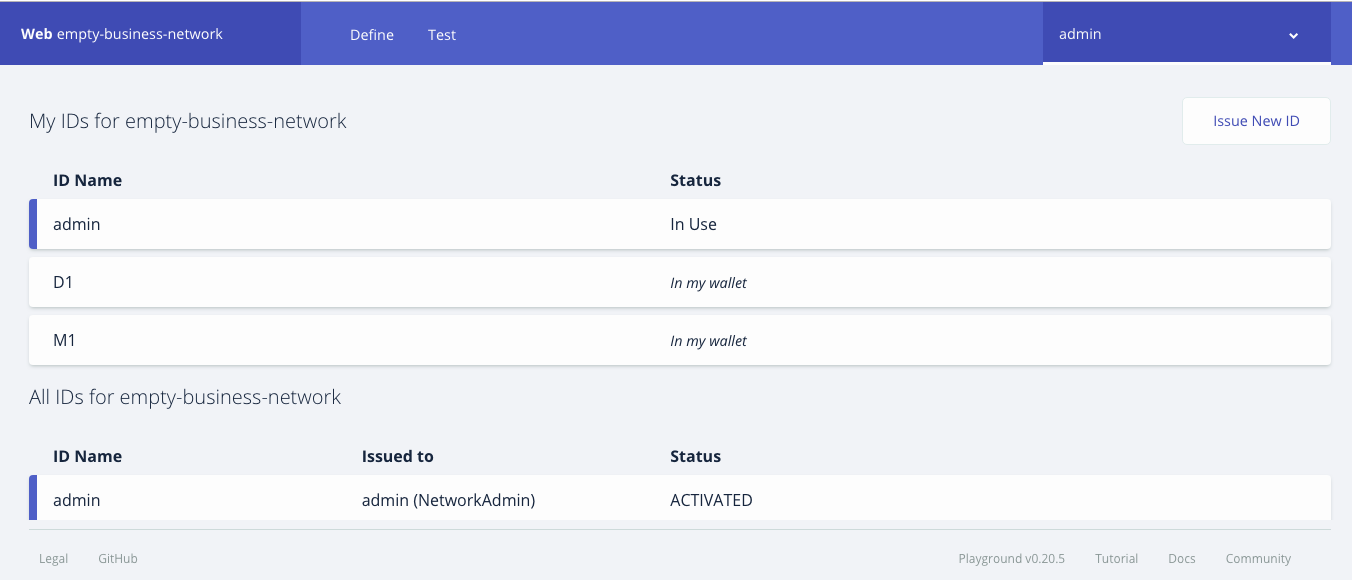 Web empty-business-network Define Test admin
My IDs for empty-business-network Issue New ID
ID Name Status
admin In Use
D1 In my wallet
M1 In my wallet
All IDs for empty-business-network
ID Name Issued to Status
admin admin (NetworkAdmin) ACTIVATED
Legal GitHub Playground v0.20.5 Tutorial Docs Community